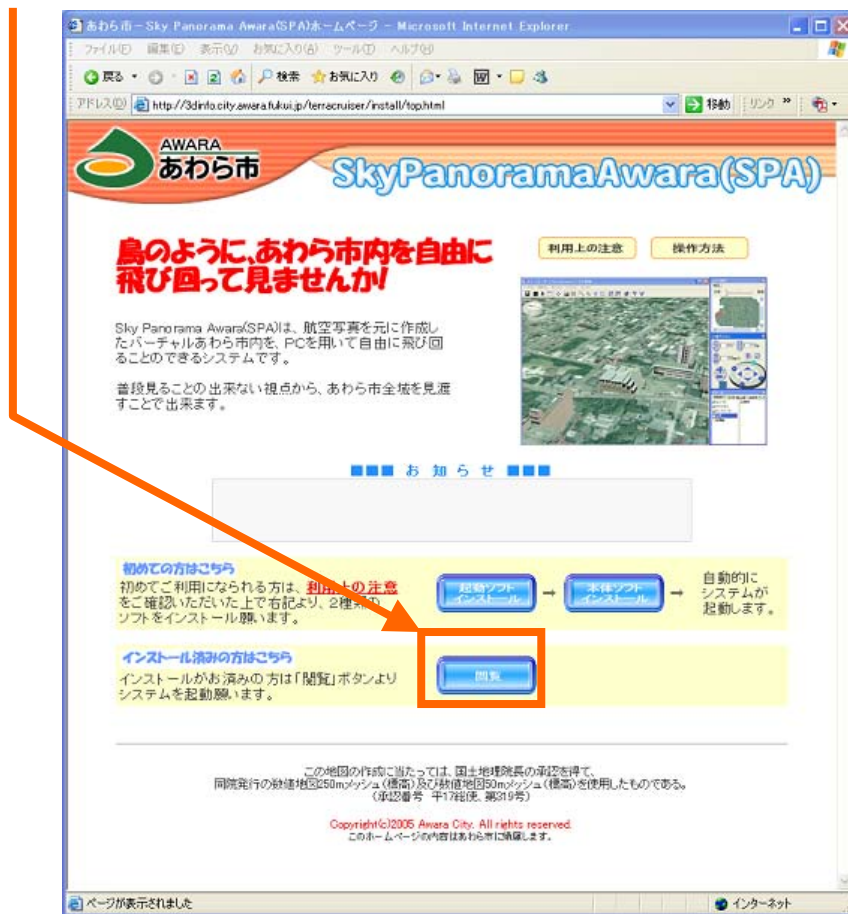 あわら市-Sky Panorama Awara(SPA)ホームページ - Microsoft Internet Explorer
ファイル(F) 編集(E) 表示(V) お気に入り(A) ツール(T) ヘルプ(H)
戻る 検索 お気に入り
アドレス(D) http://3dinfo.city.awara.fukui.jp/terracruiser/install/top.html 移動 リンク
AWARA
あわら市
SkyPanoramaAwara(SPA)
鳥のように、あわら市内を自由に
飛び回って見ませんか!
利用上の注意 操作方法
Sky Panorama Awara(SPA)は、航空写真を元に作成し
たバーチャルあわら市内を、PCを用いて自由に飛び回
ることのできるシステムです。
普段見ることの出来ない視点から、あわら市全域を見渡
すことで出来ます。
■■■ お 知 ら せ ■■■
初めての方はこちら
初めてご利用になられる方は、利用上の注意
をご確認いただいた上で右記より、2種類の
ソフトをインストール願います。
起動ソフト
インストール
→
本体ソフト
インストール
→
自動的に
システムが
起動します。
インストール済みの方はこちら
インストールがお済みの方は「閲覧」ボタンより
システムを起動願います。
閲覧
この地図の作成に当たっては、国土地理院長の承認を得て、
同院発行の数値地図250mメッシュ(標高)及び数値地図50mメッシュ(標高)を使用したものである。
(承認番号 平17総使、第319号)
Copyright(c)2005 Awara City. All rights reserved.
このホームページの内容はあわら市に帰属します。
ページが表示されました インターネット